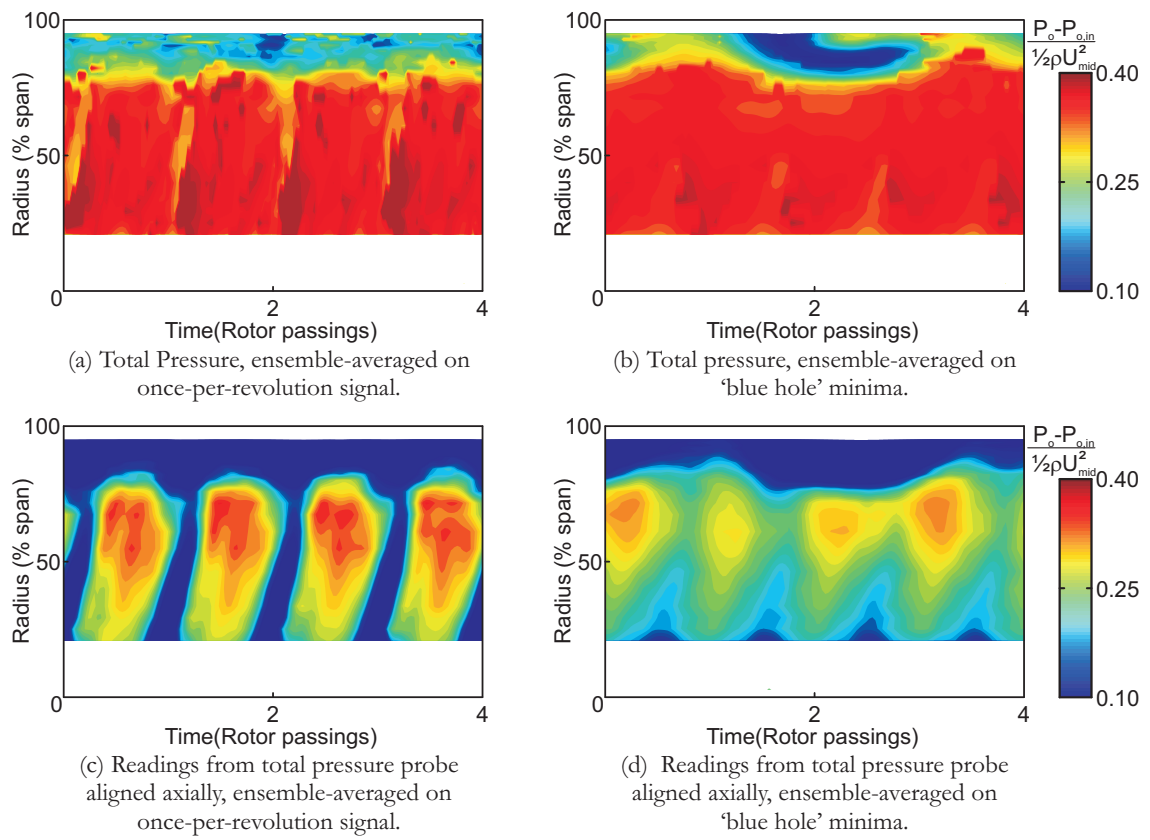 100
50
0
Radius (% span)
0
2
4
Time(Rotor passings)
(a) Total Pressure, ensemble-averaged on
once-per-revolution signal.
100
50
0
Radius (% span)
0
2
4
Time(Rotor passings)
(b) Total pressure, ensemble-averaged on
‘blue hole’ minima.
Pₒ-Pₒ,ᵢₙ
½ρU²mid
0.40
0.25
0.10
100
50
0
Radius (% span)
0
2
4
Time(Rotor passings)
(c) Readings from total pressure probe
aligned axially, ensemble-averaged on
once-per-revolution signal.
100
50
0
Radius (% span)
0
2
4
Time(Rotor passings)
(d) Readings from total pressure probe
aligned axially, ensemble-averaged on
‘blue hole’ minima.
Pₒ-Pₒ,ᵢₙ
½ρU²mid
0.40
0.25
0.10